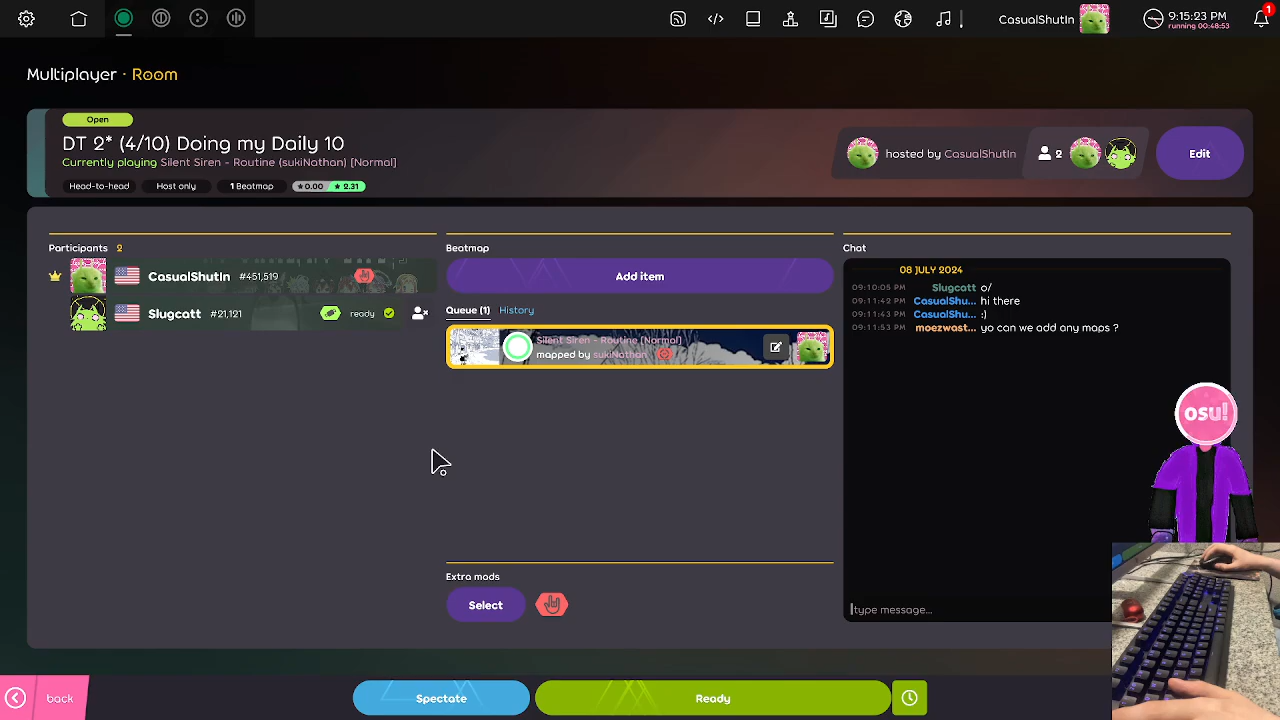 CasualShutIn
9:15:23 PM
running 00:48:53
1
Multiplayer · Room
Open
DT 2* (4/10) Doing my Daily 10
Currently playing Silent Siren - Routine (sukiNathan) [Normal]
Head-to-head
Host only
1 Beatmap
0.00
2.31
hosted by CasualShutIn
2
Edit
Participants 2
CasualShutIn #451,519
Slugcatt #21,121 ready
Beatmap
Add item
Queue (1) History
Silent Siren - Routine [Normal]
mapped by sukiNathan
Extra mods
Select
Chat
08 JULY 2024
09:10:05 PM Slugcatt o/
09:11:42 PM CasualShu... hi there
09:11:43 PM CasualShu... :)
09:11:53 PM moezwast... yo can we add any maps ?
osu!
type message...
back
Spectate
Ready